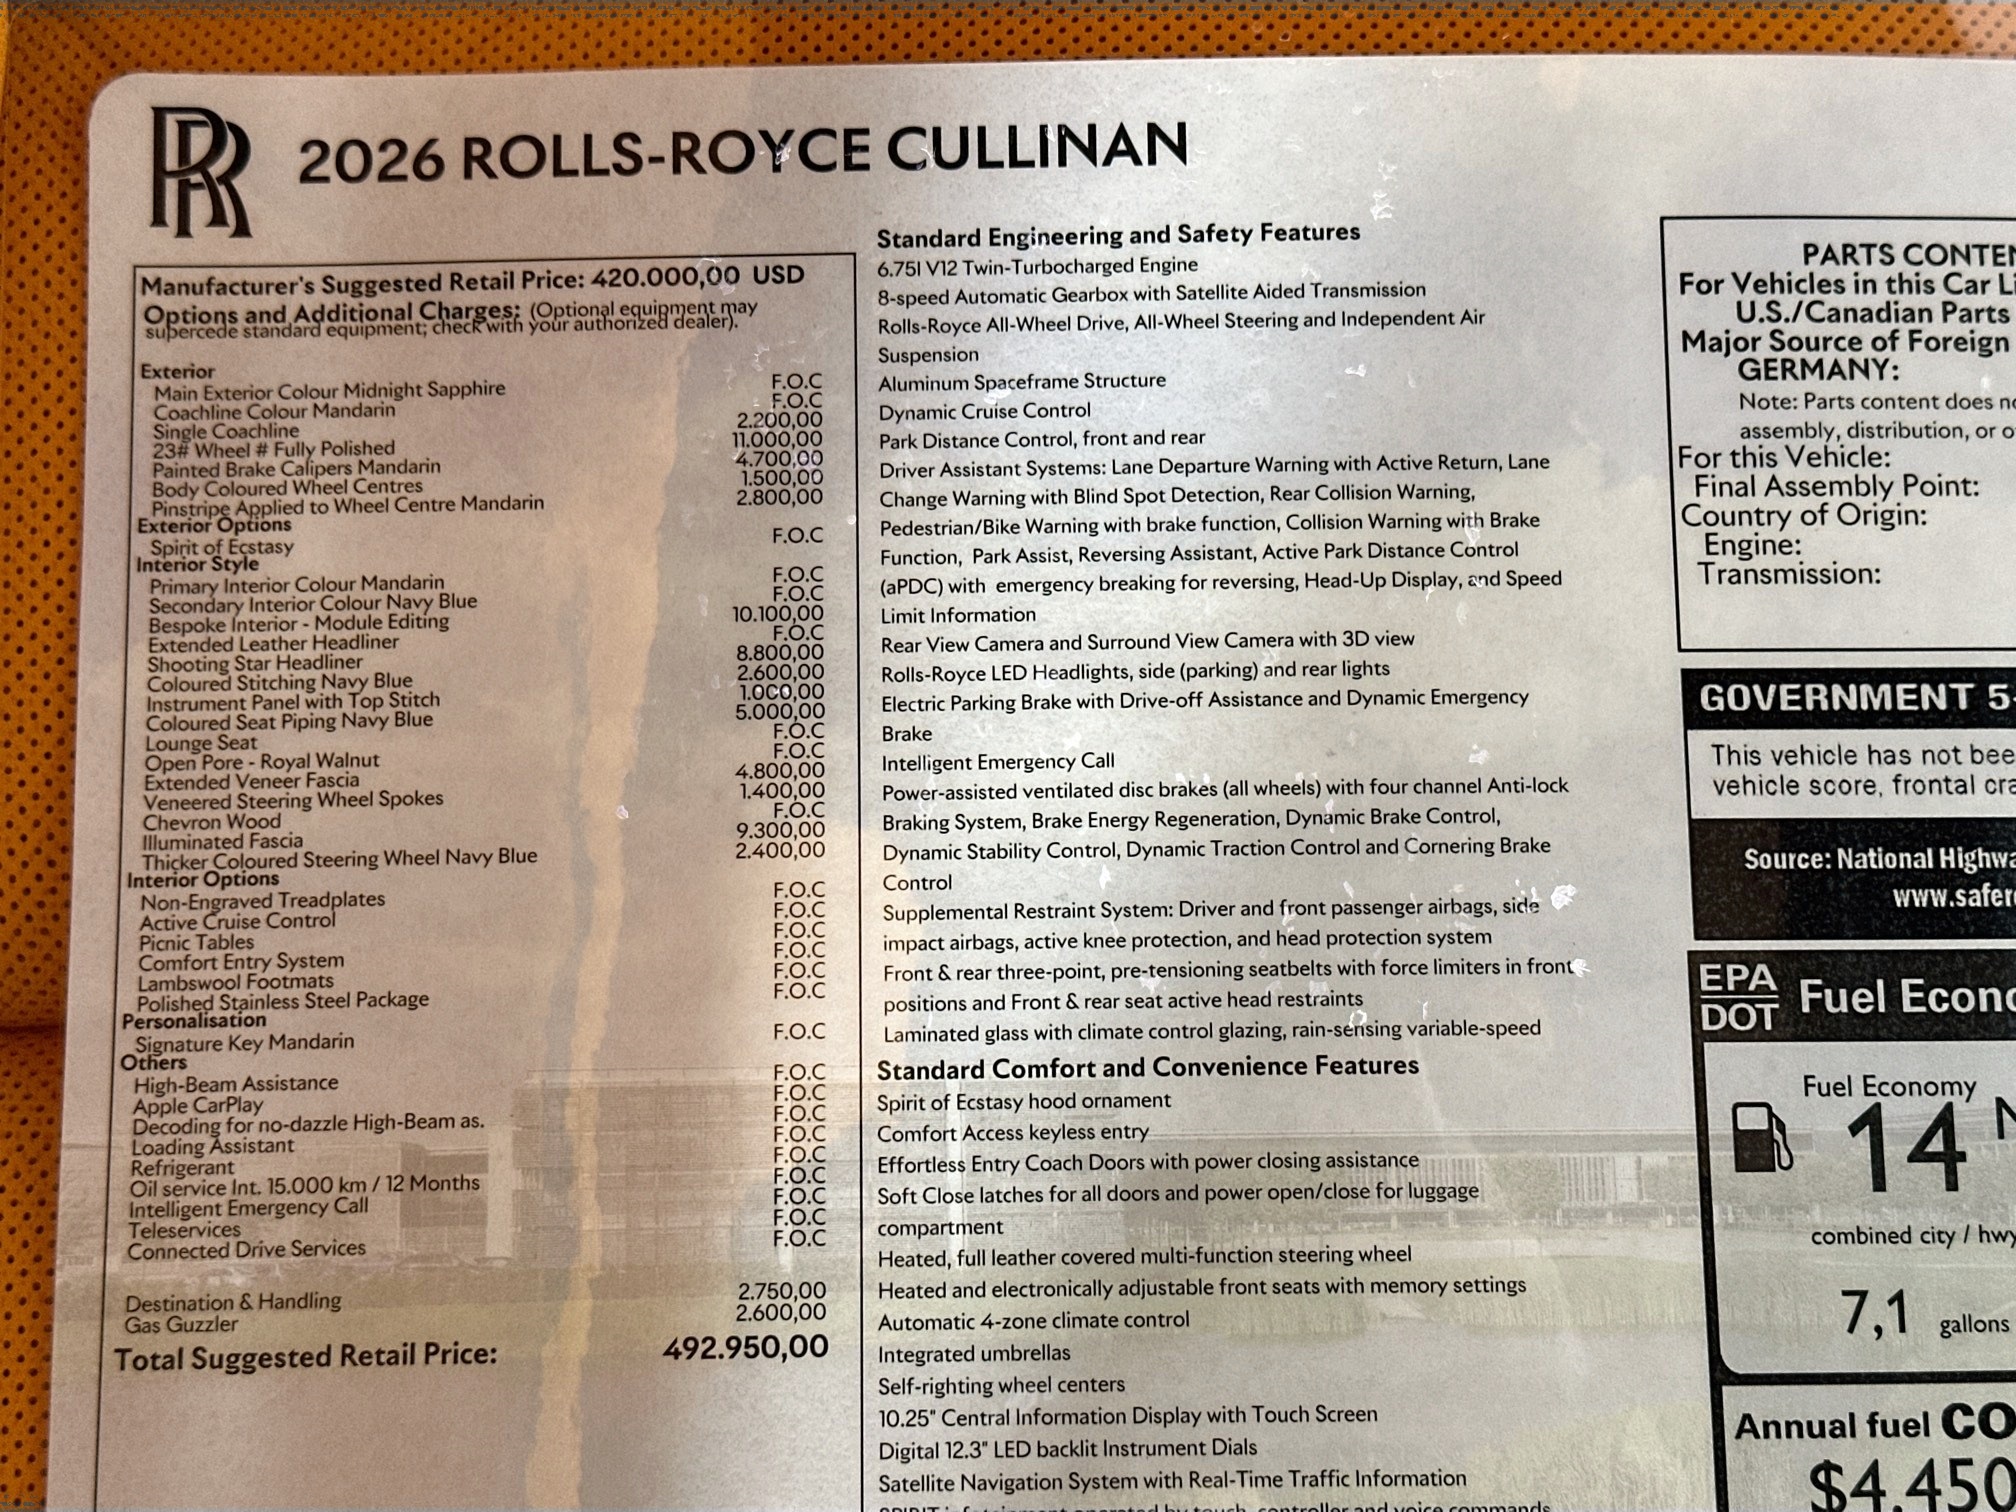 RR
2026 ROLLS-ROYCE CULLINAN
Manufacturer's Suggested Retail Price: 420.000,00 USD
Options and Additional Charges: (Optional equipment may
supercede standard equipment; check with your authorized dealer).
Exterior
Main Exterior Colour Midnight Sapphire F.O.C
Coachline Colour Mandarin F.O.C
Single Coachline 2.200,00
23# Wheel # Fully Polished 11.000,00
Painted Brake Calipers Mandarin 4.700,00
Body Coloured Wheel Centres 1.500,00
Pinstripe Applied to Wheel Centre Mandarin 2.800,00
Exterior Options
Spirit of Ecstasy F.O.C
Interior Style
Primary Interior Colour Mandarin F.O.C
Secondary Interior Colour Navy Blue F.O.C
Bespoke Interior - Module Editing 10.100,00
Extended Leather Headliner F.O.C
Shooting Star Headliner 8.800,00
Coloured Stitching Navy Blue 2.600,00
Instrument Panel with Top Stitch 1.000,00
Coloured Seat Piping Navy Blue 5.000,00
Lounge Seat F.O.C
Open Pore - Royal Walnut F.O.C
Extended Veneer Fascia 4.800,00
Veneered Steering Wheel Spokes 1.400,00
Chevron Wood F.O.C
Illuminated Fascia 9.300,00
Thicker Coloured Steering Wheel Navy Blue 2.400,00
Interior Options
Non-Engraved Treadplates F.O.C
Active Cruise Control F.O.C
Picnic Tables F.O.C
Comfort Entry System F.O.C
Lambswool Footmats F.O.C
Polished Stainless Steel Package F.O.C
Personalisation
Signature Key Mandarin F.O.C
Others
High-Beam Assistance F.O.C
Apple CarPlay F.O.C
Decoding for no-dazzle High-Beam as. F.O.C
Loading Assistant F.O.C
Refrigerant F.O.C
Oil service Int. 15.000 km / 12 Months F.O.C
Intelligent Emergency Call F.O.C
Teleservices F.O.C
Connected Drive Services F.O.C
Destination & Handling 2.750,00
Gas Guzzler 2.600,00
Total Suggested Retail Price: 492.950,00
Standard Engineering and Safety Features
6.75l V12 Twin-Turbocharged Engine
8-speed Automatic Gearbox with Satellite Aided Transmission
Rolls-Royce All-Wheel Drive, All-Wheel Steering and Independent Air
Suspension
Aluminum Spaceframe Structure
Dynamic Cruise Control
Park Distance Control, front and rear
Driver Assistant Systems: Lane Departure Warning with Active Return, Lane
Change Warning with Blind Spot Detection, Rear Collision Warning,
Pedestrian/Bike Warning with brake function, Collision Warning with Brake
Function, Park Assist, Reversing Assistant, Active Park Distance Control
(aPDC) with emergency breaking for reversing, Head-Up Display, and Speed
Limit Information
Rear View Camera and Surround View Camera with 3D view
Rolls-Royce LED Headlights, side (parking) and rear lights
Electric Parking Brake with Drive-off Assistance and Dynamic Emergency
Brake
Intelligent Emergency Call
Power-assisted ventilated disc brakes (all wheels) with four channel Anti-lock
Braking System, Brake Energy Regeneration, Dynamic Brake Control,
Dynamic Stability Control, Dynamic Traction Control and Cornering Brake
Control
Supplemental Restraint System: Driver and front passenger airbags, side
impact airbags, active knee protection, and head protection system
Front & rear three-point, pre-tensioning seatbelts with force limiters in front
positions and Front & rear seat active head restraints
Laminated glass with climate control glazing, rain-sensing variable-speed
Standard Comfort and Convenience Features
Spirit of Ecstasy hood ornament
Comfort Access keyless entry
Effortless Entry Coach Doors with power closing assistance
Soft Close latches for all doors and power open/close for luggage
compartment
Heated, full leather covered multi-function steering wheel
Heated and electronically adjustable front seats with memory settings
Automatic 4-zone climate control
Integrated umbrellas
Self-righting wheel centers
10.25" Central Information Display with Touch Screen
Digital 12.3" LED backlit Instrument Dials
Satellite Navigation System with Real-Time Traffic Information
PARTS CONTEN
For Vehicles in this Car Li
U.S./Canadian Parts
Major Source of Foreign
GERMANY:
Note: Parts content does no
assembly, distribution, or o
For this Vehicle:
Final Assembly Point:
Country of Origin:
Engine:
Transmission:
GOVERNMENT 5-
This vehicle has not bee
vehicle score, frontal cra
Source: National Highwa
www.safer
EPA
DOT
Fuel Econo
Fuel Economy
14
combined city / hwy
7,1 gallons
Annual fuel CO
$4.450